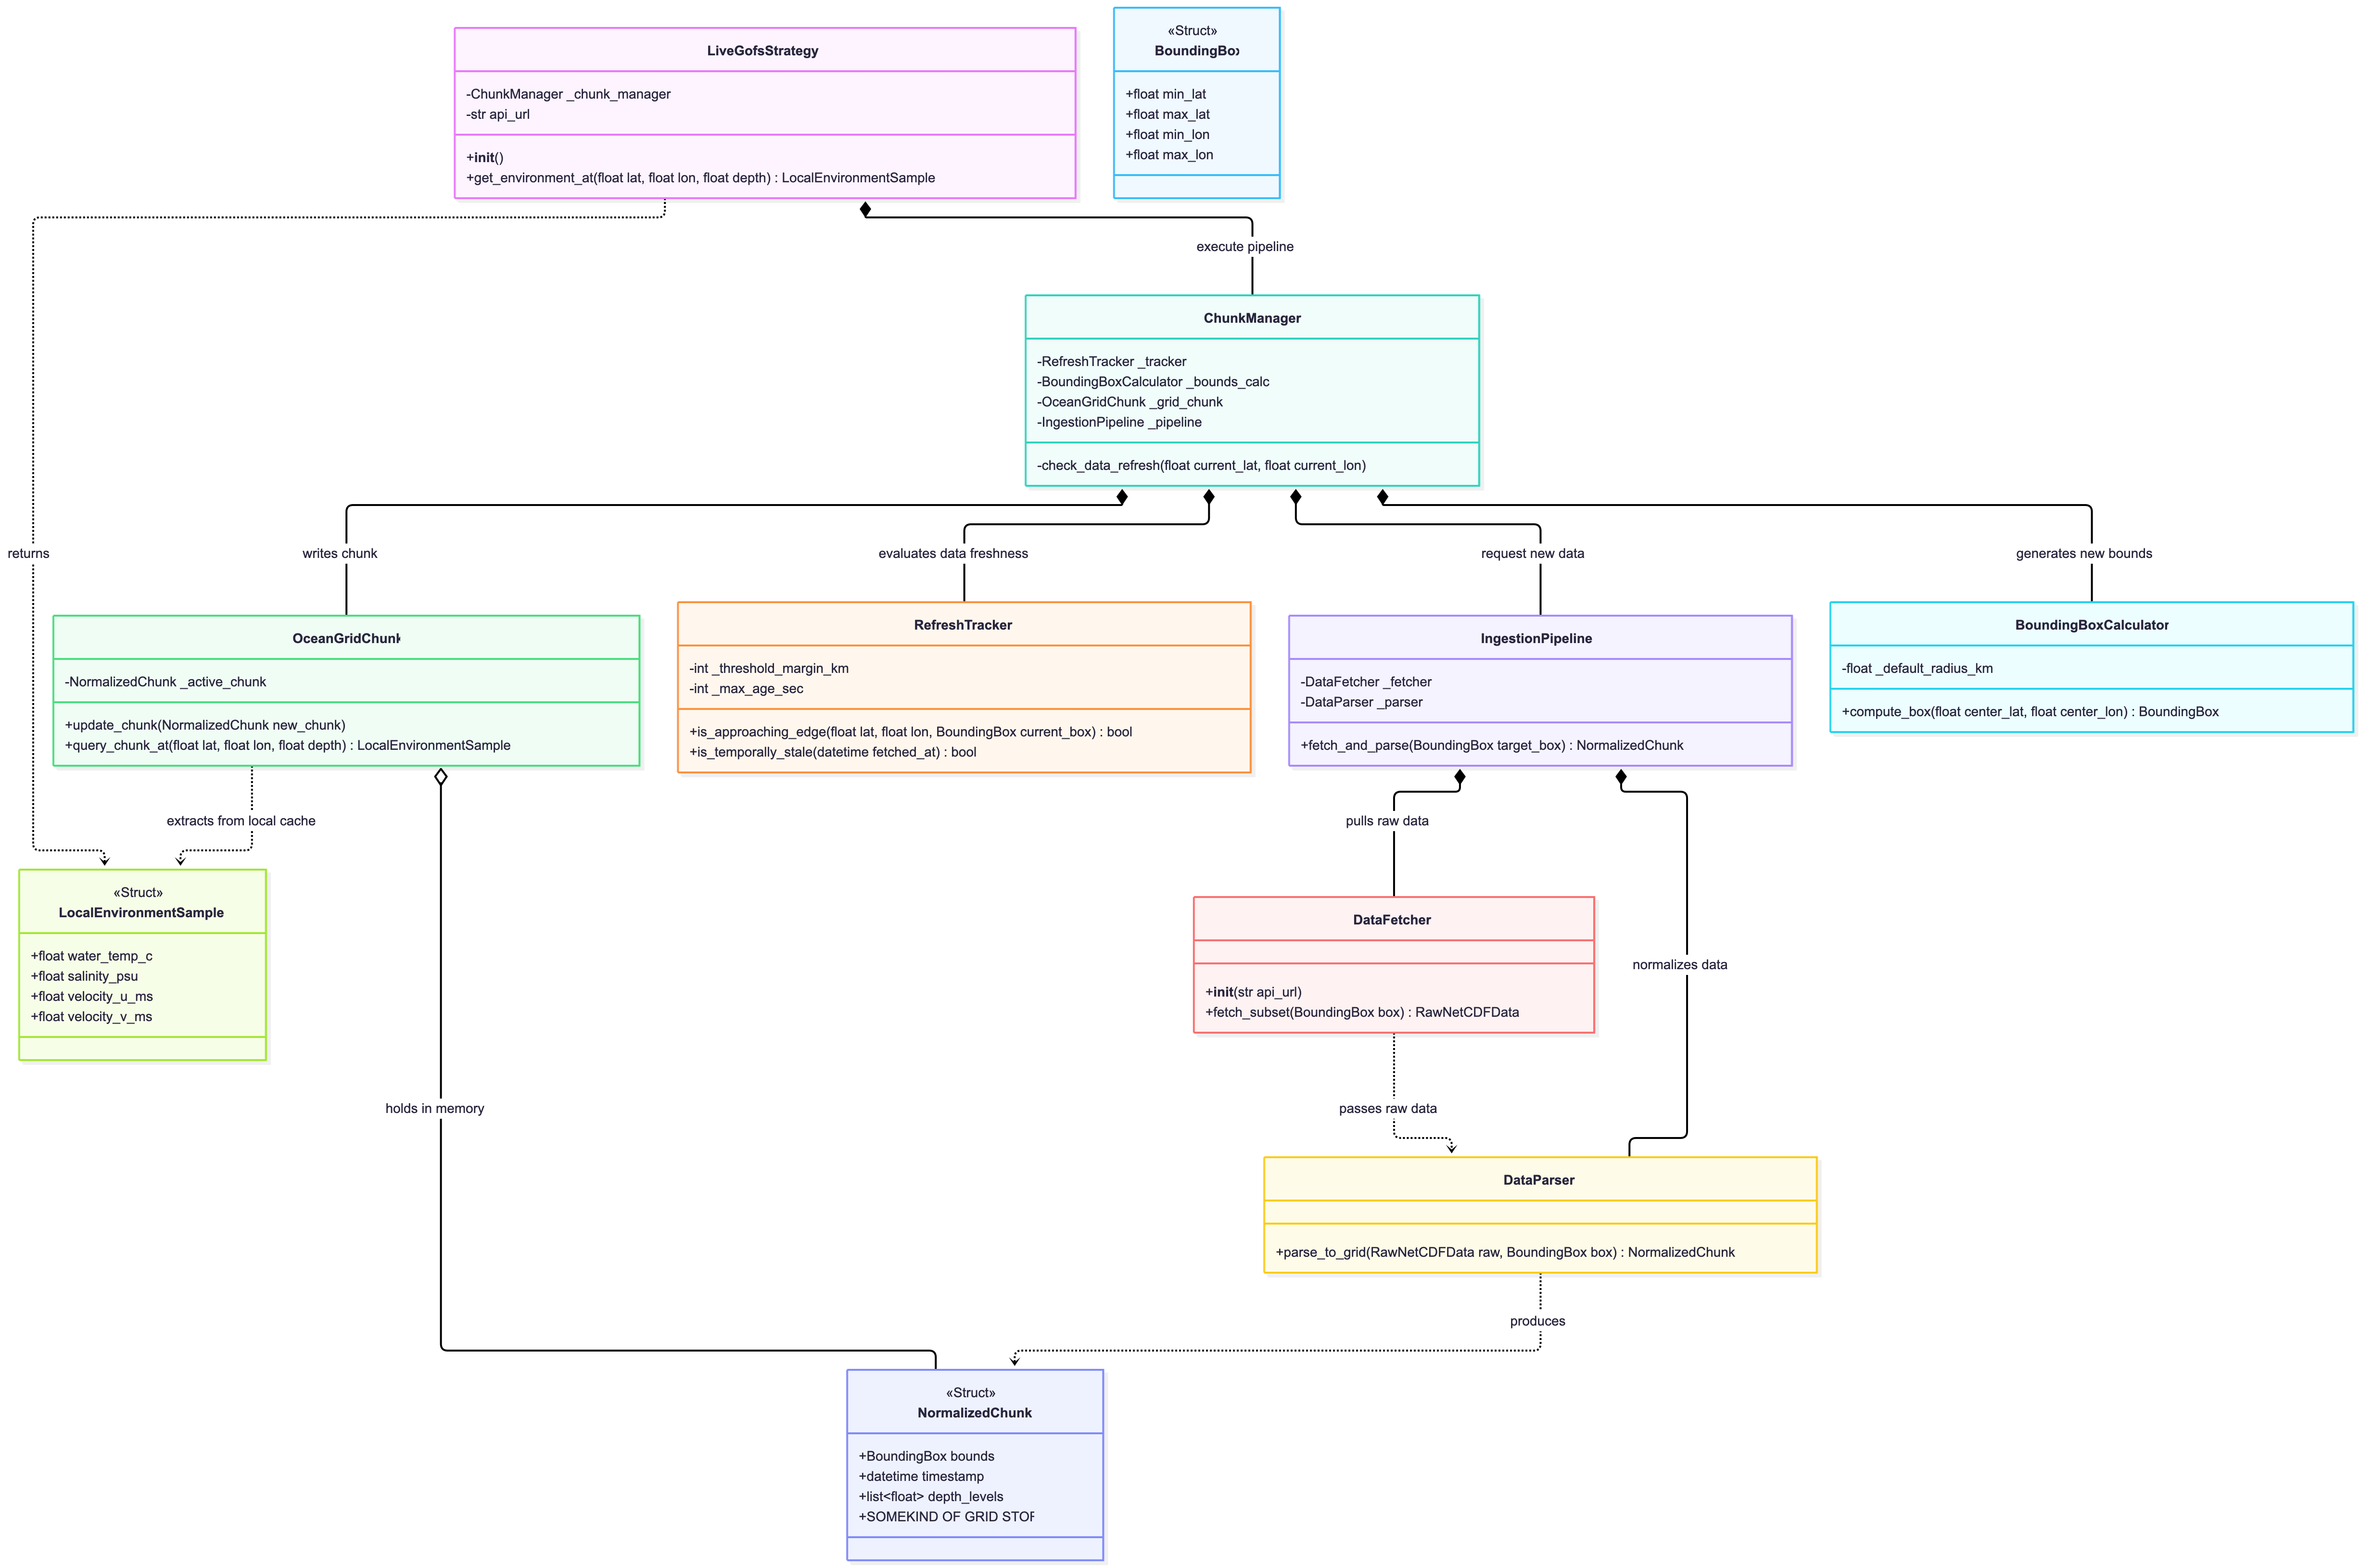 LiveGofsStrategy
-ChunkManager _chunk_manager
-str api_url
+init()
+get_environment_at(float lat, float lon, float depth) : LocalEnvironmentSample
«Struct»
BoundingBox
+float min_lat
+float max_lat
+float min_lon
+float max_lon
execute pipeline
ChunkManager
-RefreshTracker _tracker
-BoundingBoxCalculator _bounds_calc
-OceanGridChunk _grid_chunk
-IngestionPipeline _pipeline
-check_data_refresh(float current_lat, float current_lon)
returns
writes chunk
evaluates data freshness
request new data
generates new bounds
OceanGridChunk
-NormalizedChunk _active_chunk
+update_chunk(NormalizedChunk new_chunk)
+query_chunk_at(float lat, float lon, float depth) : LocalEnvironmentSample
RefreshTracker
-int _threshold_margin_km
-int _max_age_sec
+is_approaching_edge(float lat, float lon, BoundingBox current_box) : bool
+is_temporally_stale(datetime fetched_at) : bool
IngestionPipeline
-DataFetcher _fetcher
-DataParser _parser
+fetch_and_parse(BoundingBox target_box) : NormalizedChunk
BoundingBoxCalculator
-float _default_radius_km
+compute_box(float center_lat, float center_lon) : BoundingBox
extracts from local cache
pulls raw data
«Struct»
LocalEnvironmentSample
+float water_temp_c
+float salinity_psu
+float velocity_u_ms
+float velocity_v_ms
DataFetcher
+init(str api_url)
+fetch_subset(BoundingBox box) : RawNetCDFData
normalizes data
holds in memory
passes raw data
DataParser
+parse_to_grid(RawNetCDFData raw, BoundingBox box) : NormalizedChunk
produces
«Struct»
NormalizedChunk
+BoundingBox bounds
+datetime timestamp
+list<float> depth_levels
+SOMEKIND OF GRID